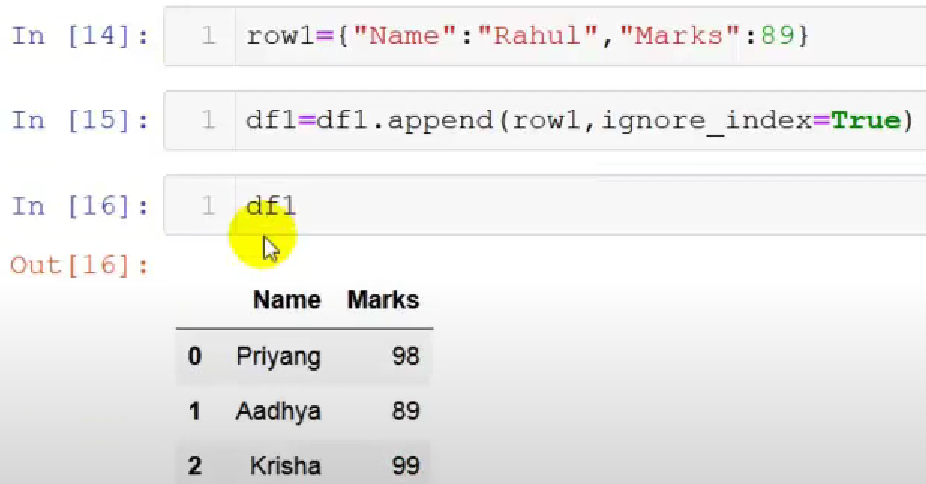 In [14]: 1 row1={"Name":"Rahul","Marks":89}
In [15]: 1 df1=df1.append(row1,ignore_index=True)
In [16]: 1 df1
Out[16]:
Name Marks
0 Priyang 98
1 Aadhya 89
2 Krisha 99